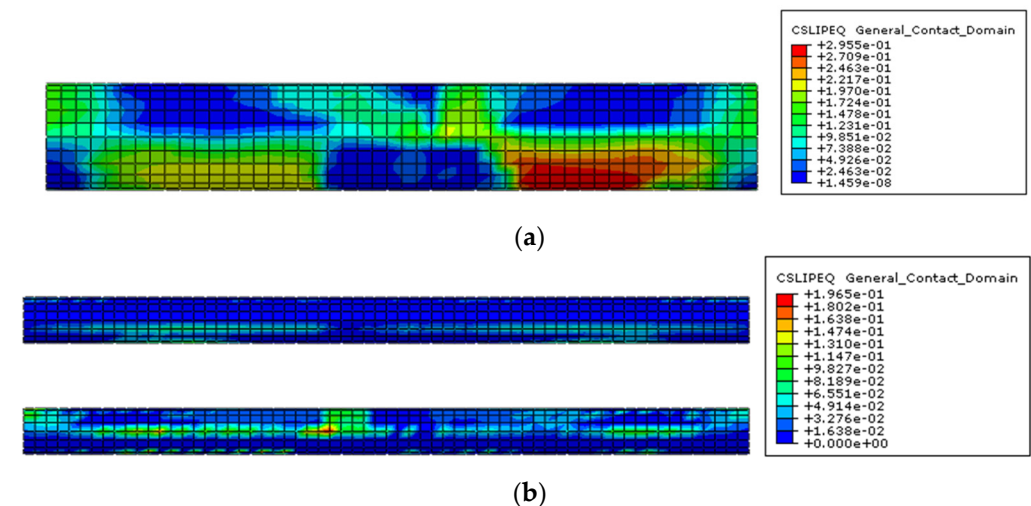 CSLIPEQ General_Contact_Domain
+2.955e-01
+2.709e-01
+2.463e-01
+2.217e-01
+1.970e-01
+1.724e-01
+1.478e-01
+1.231e-01
+9.851e-02
+7.388e-02
+4.926e-02
+2.463e-02
+1.459e-08
(a)
CSLIPEQ General_Contact_Domain
+1.965e-01
+1.802e-01
+1.638e-01
+1.474e-01
+1.310e-01
+1.147e-01
+9.827e-02
+8.189e-02
+6.551e-02
+4.914e-02
+3.276e-02
+1.638e-02
+0.000e+00
(b)